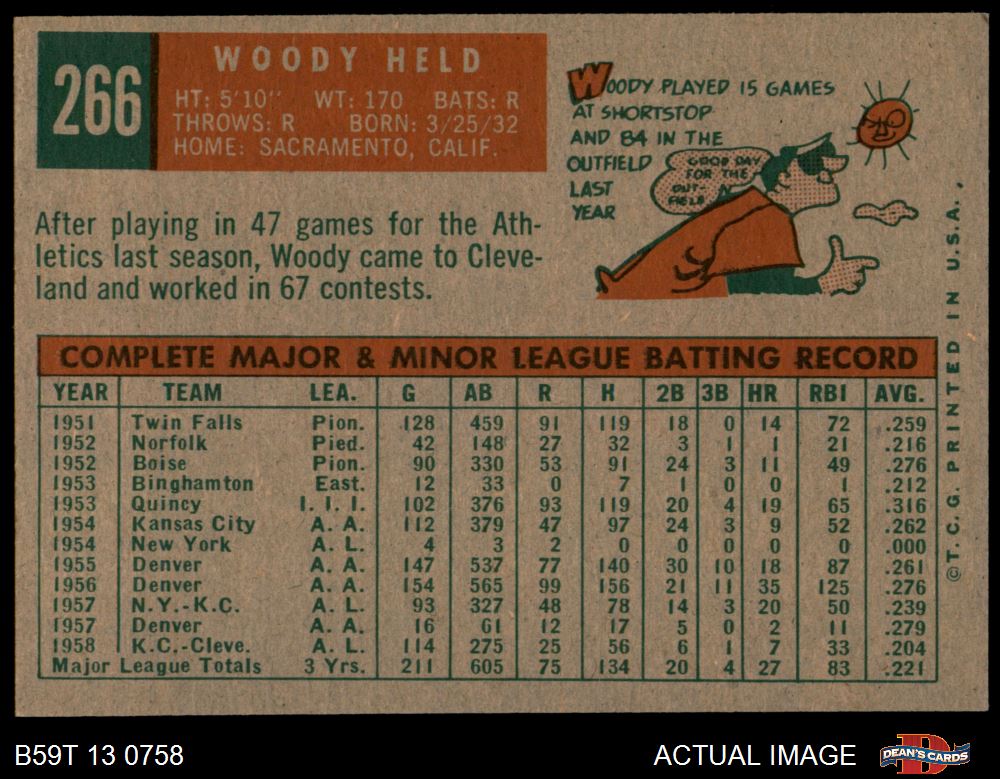 266
WOODY HELD
HT: 5'10" WT: 170 BATS: R
THROWS: R BORN: 3/25/32
HOME: SACRAMENTO, CALIF.
WOODY PLAYED 15 GAMES
AT SHORTSTOP
AND 84 IN THE
OUTFIELD
LAST
YEAR
GOOD DAY
FOR THE
OUT-
FIELD
After playing in 47 games for the Ath-
letics last season, Woody came to Cleve-
land and worked in 67 contests.
COMPLETE MAJOR & MINOR LEAGUE BATTING RECORD
YEAR TEAM LEA. G AB R H 2B 3B HR RBI AVG.
1951 Twin Falls Pion. 128 459 91 119 18 0 14 72 .259
1952 Norfolk Pied. 42 148 27 32 3 1 1 21 .216
1952 Boise Pion. 90 330 53 91 24 3 11 49 .276
1953 Binghamton East. 12 33 0 7 1 0 0 1 .212
1953 Quincy I. I. I. 102 376 93 119 20 4 19 65 .316
1954 Kansas City A. A. 112 379 47 97 24 3 9 52 .262
1954 New York A. L. 4 3 2 0 0 0 0 0 .000
1955 Denver A. A. 147 537 77 140 30 10 18 87 .261
1956 Denver A. A. 154 565 99 156 21 11 35 125 .276
1957 N.Y.-K.C. A. L. 93 327 48 78 14 3 20 50 .239
1957 Denver A. A. 16 61 12 17 5 0 2 11 .279
1958 K.C.-Cleve. A. L. 114 275 25 56 6 1 7 33 .204
Major League Totals 3 Yrs. 211 605 75 134 20 4 27 83 .221
©T.C.G. PRINTED IN U.S.A.
B59T 13 0758
ACTUAL IMAGE
D
DEAN'S CARDS